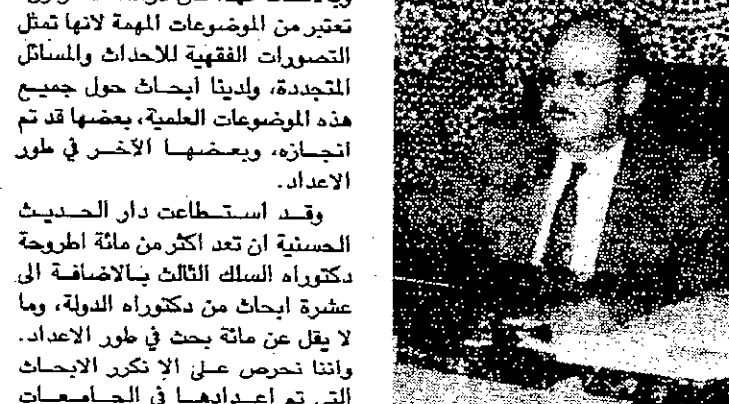 تعتبر من الموضوعات المهمة لانها تمثل
التصورات الفقهية للاحداث والمسائل
المتجددة، ولدينا ابحاث حول جميع
هذه الموضوعات العلمية، بعضها قد تم
انجازه، وبعضها الآخر في طور
الاعداد.
وقد استطاعت دار الحديث
الحسنية ان تعد اكثر من مائة اطروحة
دكتوراه السلك الثالث بالاضافة الى
عشرة ابحاث من دكتوراه الدولة، وما
لا يقل عن مائة بحث في طور الاعداد.
واننا نحرص على الا نكرر الابحاث
التي تم اعدادها في الجامعات